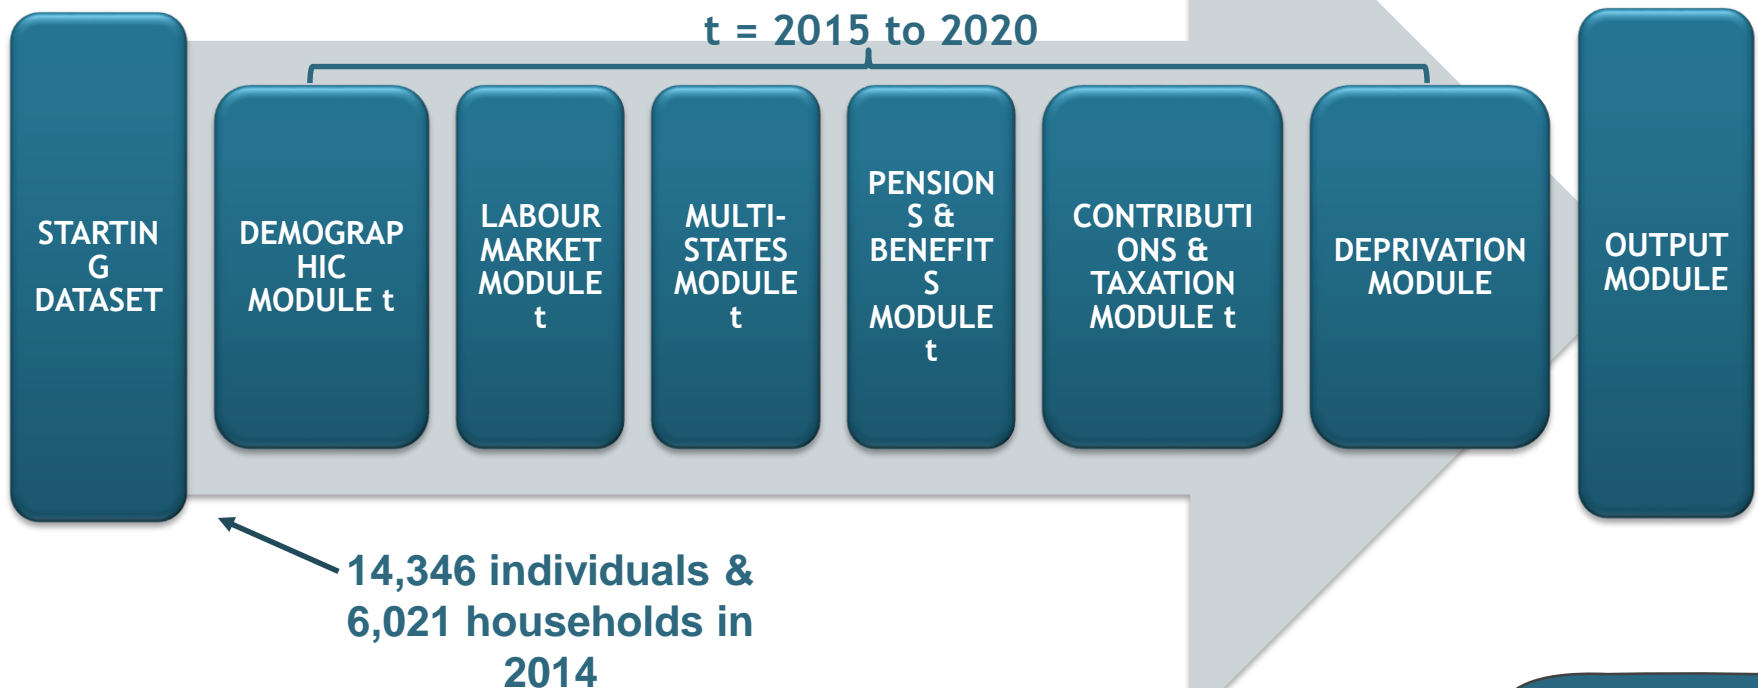 t = 2015 to 2020
STARTIN
G
DATASET
DEMOGRAP
HIC
MODULE t
LABOUR
MARKET
MODULE
t
MULTI-
STATES
MODULE
t
PENSION
S &
BENEFIT
S
MODULE
t
CONTRIBUTI
ONS &
TAXATION
MODULE t
DEPRIVATION
MODULE
OUTPUT
MODULE
14,346 individuals &
6,021 households in
2014